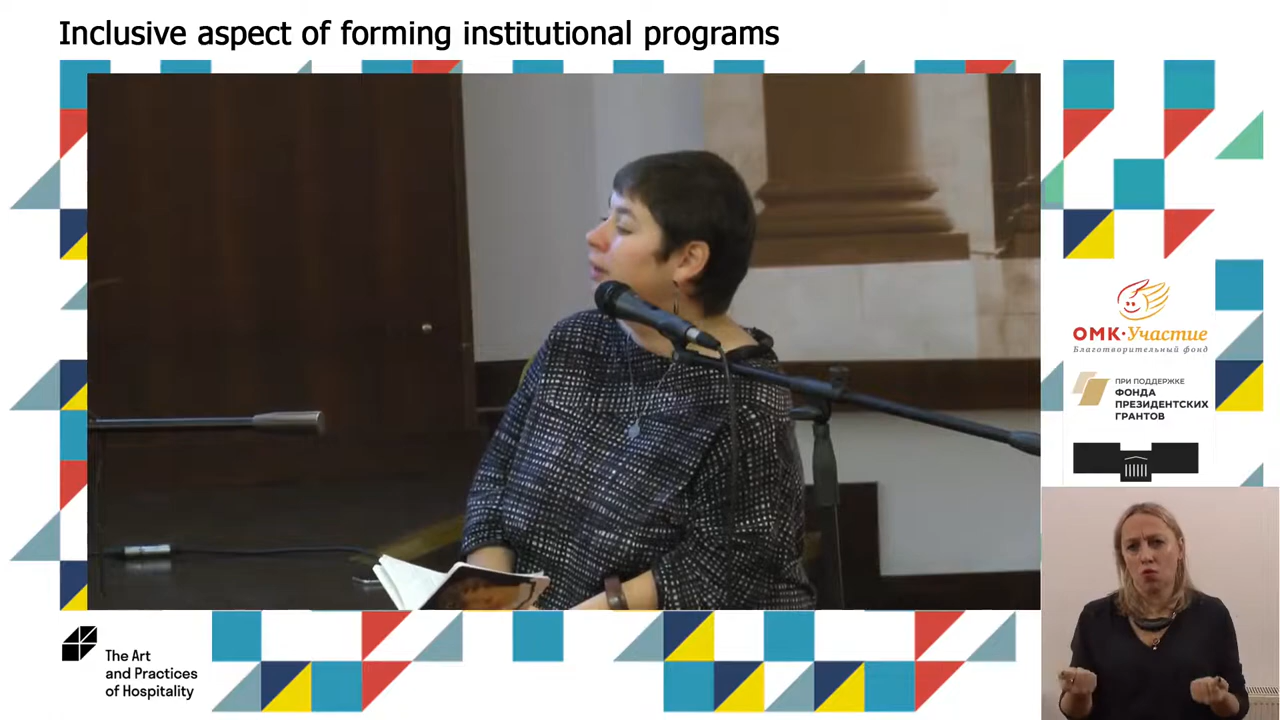 Inclusive aspect of forming institutional programs
ОМК·Участие
Благотворительный фонд
ПРИ ПОДДЕРЖКЕ
ФОНДА
ПРЕЗИДЕНТСКИХ
ГРАНТОВ
The Art
and Practices
of Hospitality